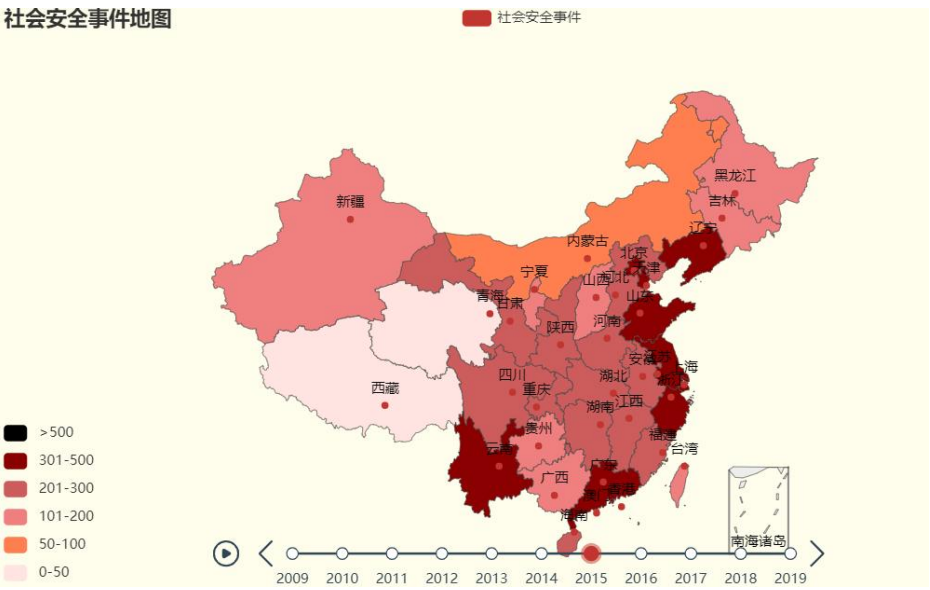 社会安全事件地图
社会安全事件
黑龙江
新疆
吉林
辽宁
内蒙古
北京
天津
宁夏
山西
河北
青海
甘肃
山东
陕西
河南
安徽
江苏
上海
四川
湖北
浙江
西藏
重庆
湖南
江西
贵州
福建
云南
台湾
广东
广西
香港
澳门
海南
南海诸岛
>500
301-500
201-300
101-200
50-100
0-50
2009
2010
2011
2012
2013
2014
2015
2016
2017
2018
2019